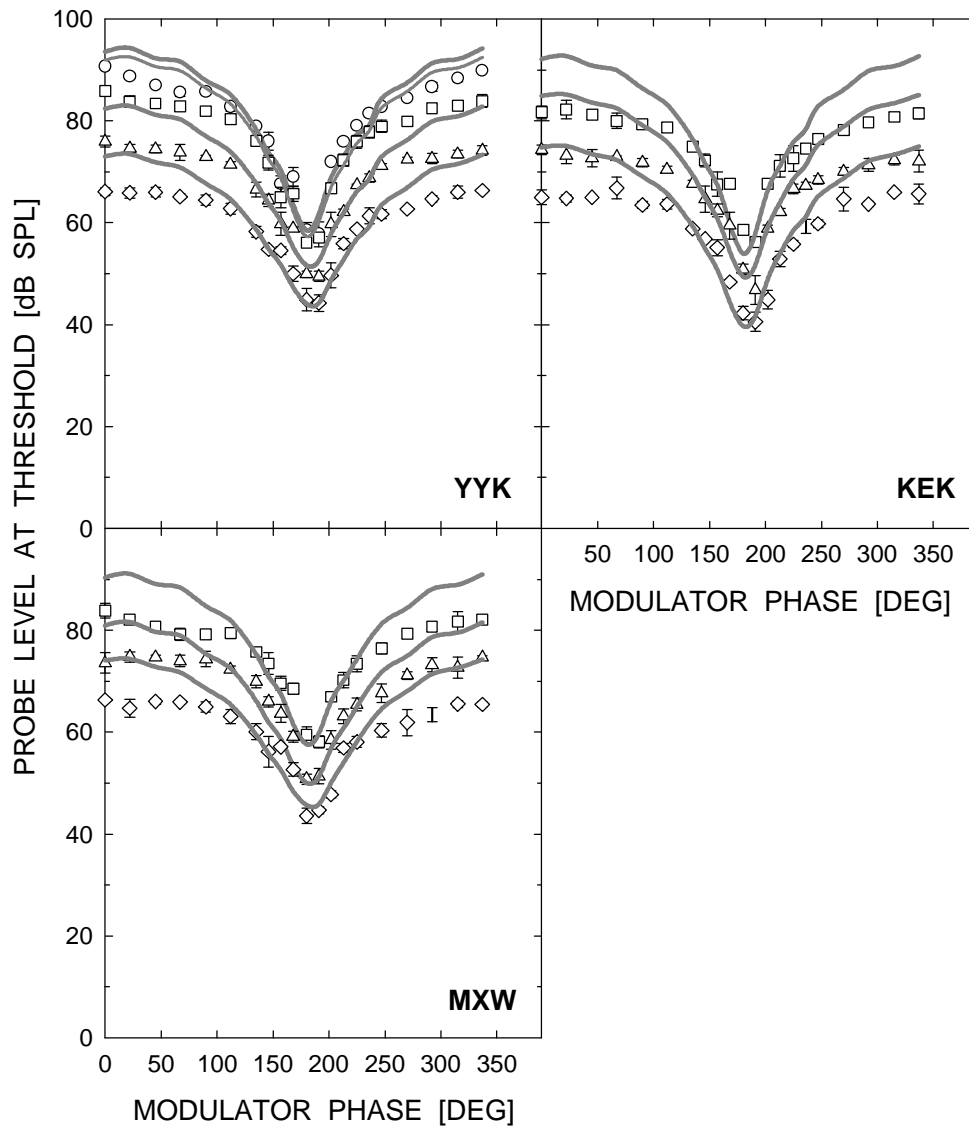 PROBE LEVEL AT THRESHOLD [dB SPL]
100
80
60
40
20
0
YYK
KEK
50 100 150 200 250 300 350
MODULATOR PHASE [DEG]
80
60
40
20
0
MXW
0 50 100 150 200 250 300 350
MODULATOR PHASE [DEG]